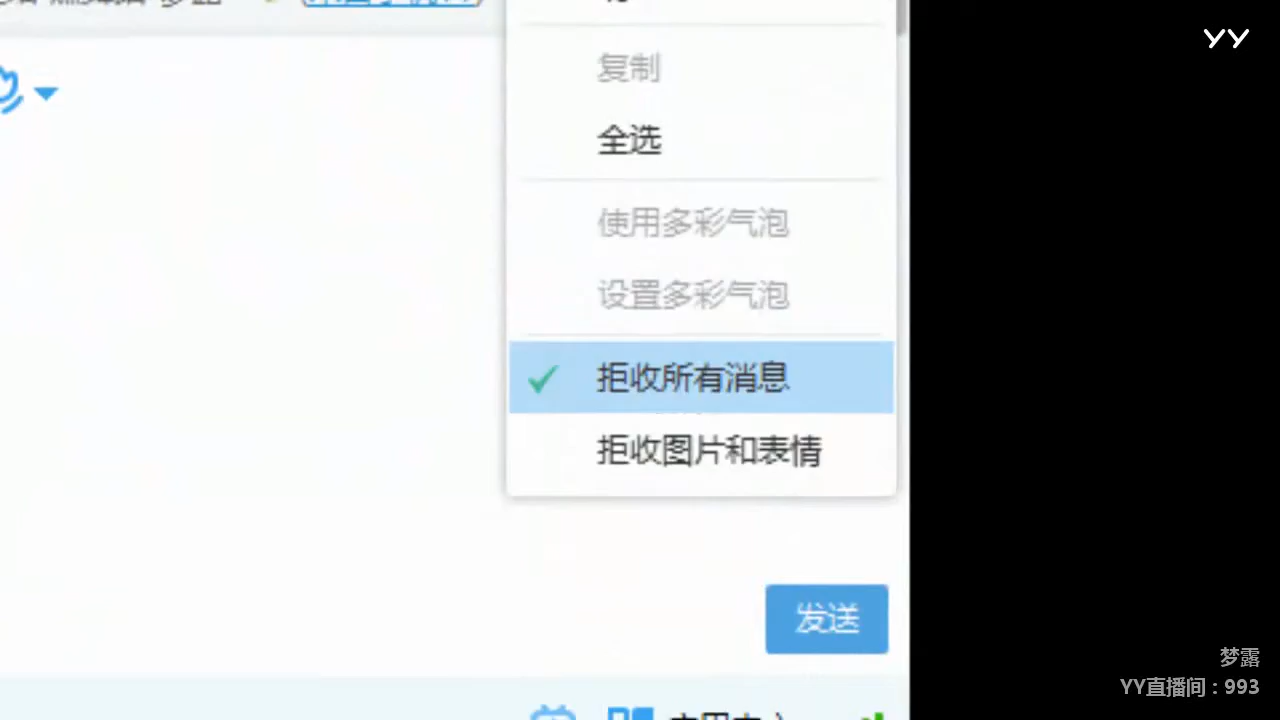 YY
复制
全选
使用多彩气泡
设置多彩气泡
拒收所有消息
拒收图片和表情
发送
梦露
YY直播间：993